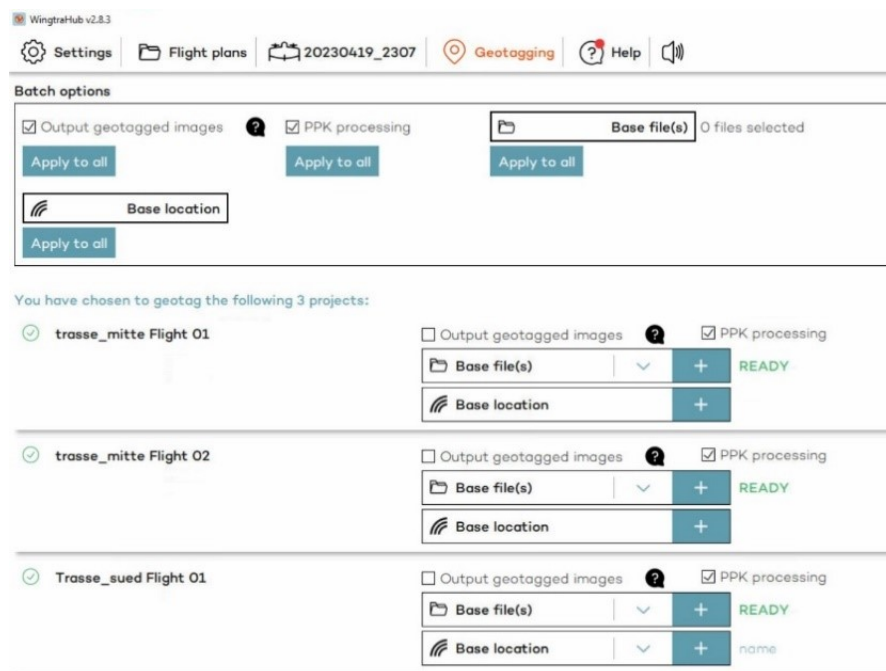 WingtraHub v2.8.3
Settings Flight plans 20230419_2307 Geotagging ? Help
Batch options
Output geotagged images ? PPK processing Base file(s) 0 files selected
Apply to all Apply to all Apply to all
Base location
Apply to all
You have chosen to geotag the following 3 projects:
trasse_mitte Flight 01 Output geotagged images ? PPK processing
Base file(s) + READY
Base location +
trasse_mitte Flight 02 Output geotagged images ? PPK processing
Base file(s) + READY
Base location +
Trasse_sued Flight 01 Output geotagged images ? PPK processing
Base file(s) + READY
Base location + name